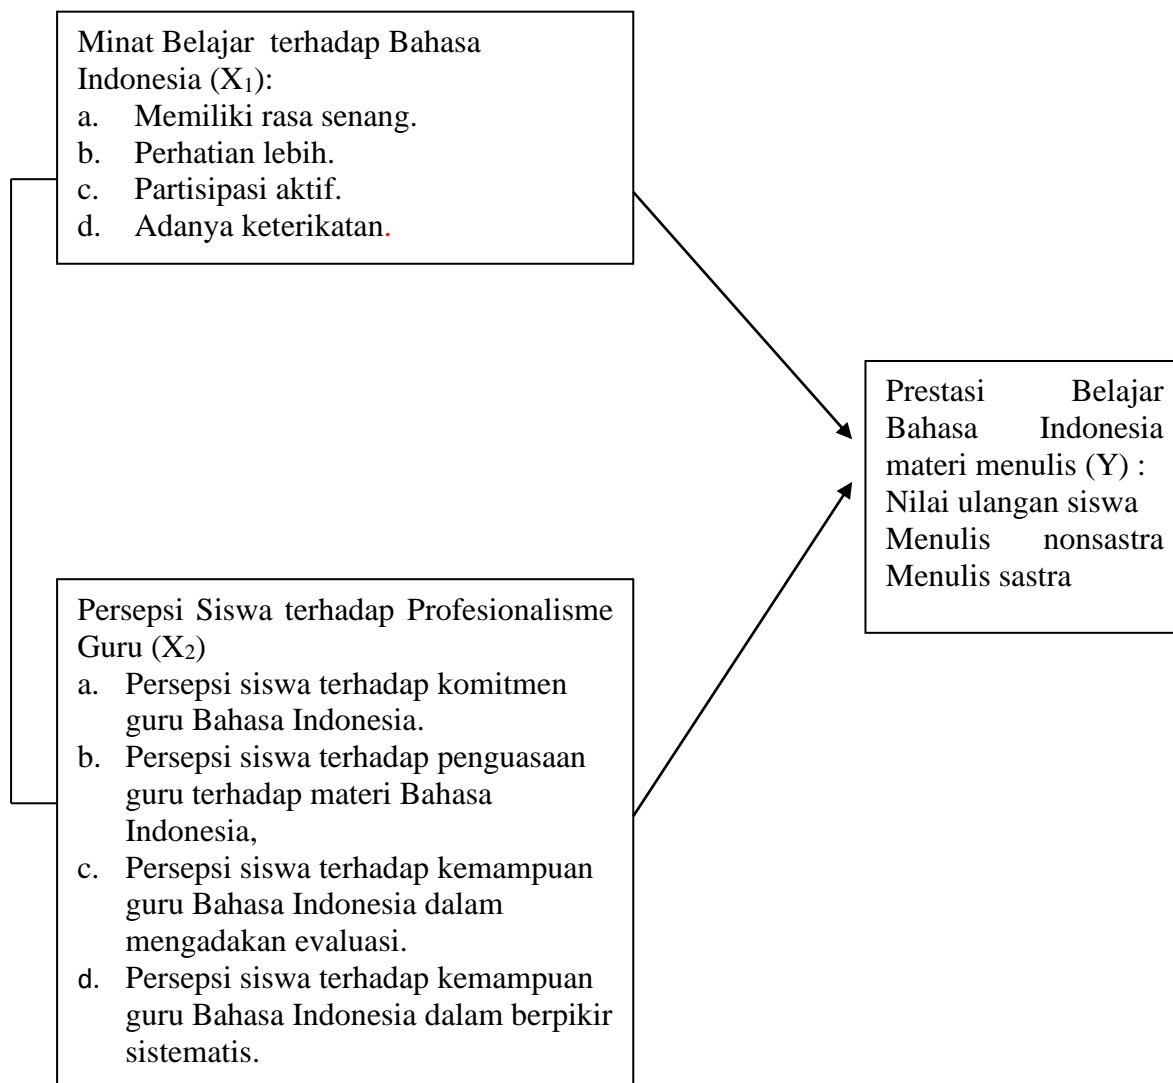 Minat Belajar terhadap Bahasa
Indonesia (X₁):
a. Memiliki rasa senang.
b. Perhatian lebih.
c. Partisipasi aktif.
d. Adanya keterikatan.
Prestasi Belajar
Bahasa Indonesia
materi menulis (Y) :
Nilai ulangan siswa
Menulis nonsastra
Menulis sastra
Persepsi Siswa terhadap Profesionalisme
Guru (X₂)
a. Persepsi siswa terhadap komitmen
guru Bahasa Indonesia.
b. Persepsi siswa terhadap penguasaan
guru terhadap materi Bahasa
Indonesia,
c. Persepsi siswa terhadap kemampuan
guru Bahasa Indonesia dalam
mengadakan evaluasi.
d. Persepsi siswa terhadap kemampuan
guru Bahasa Indonesia dalam berpikir
sistematis.